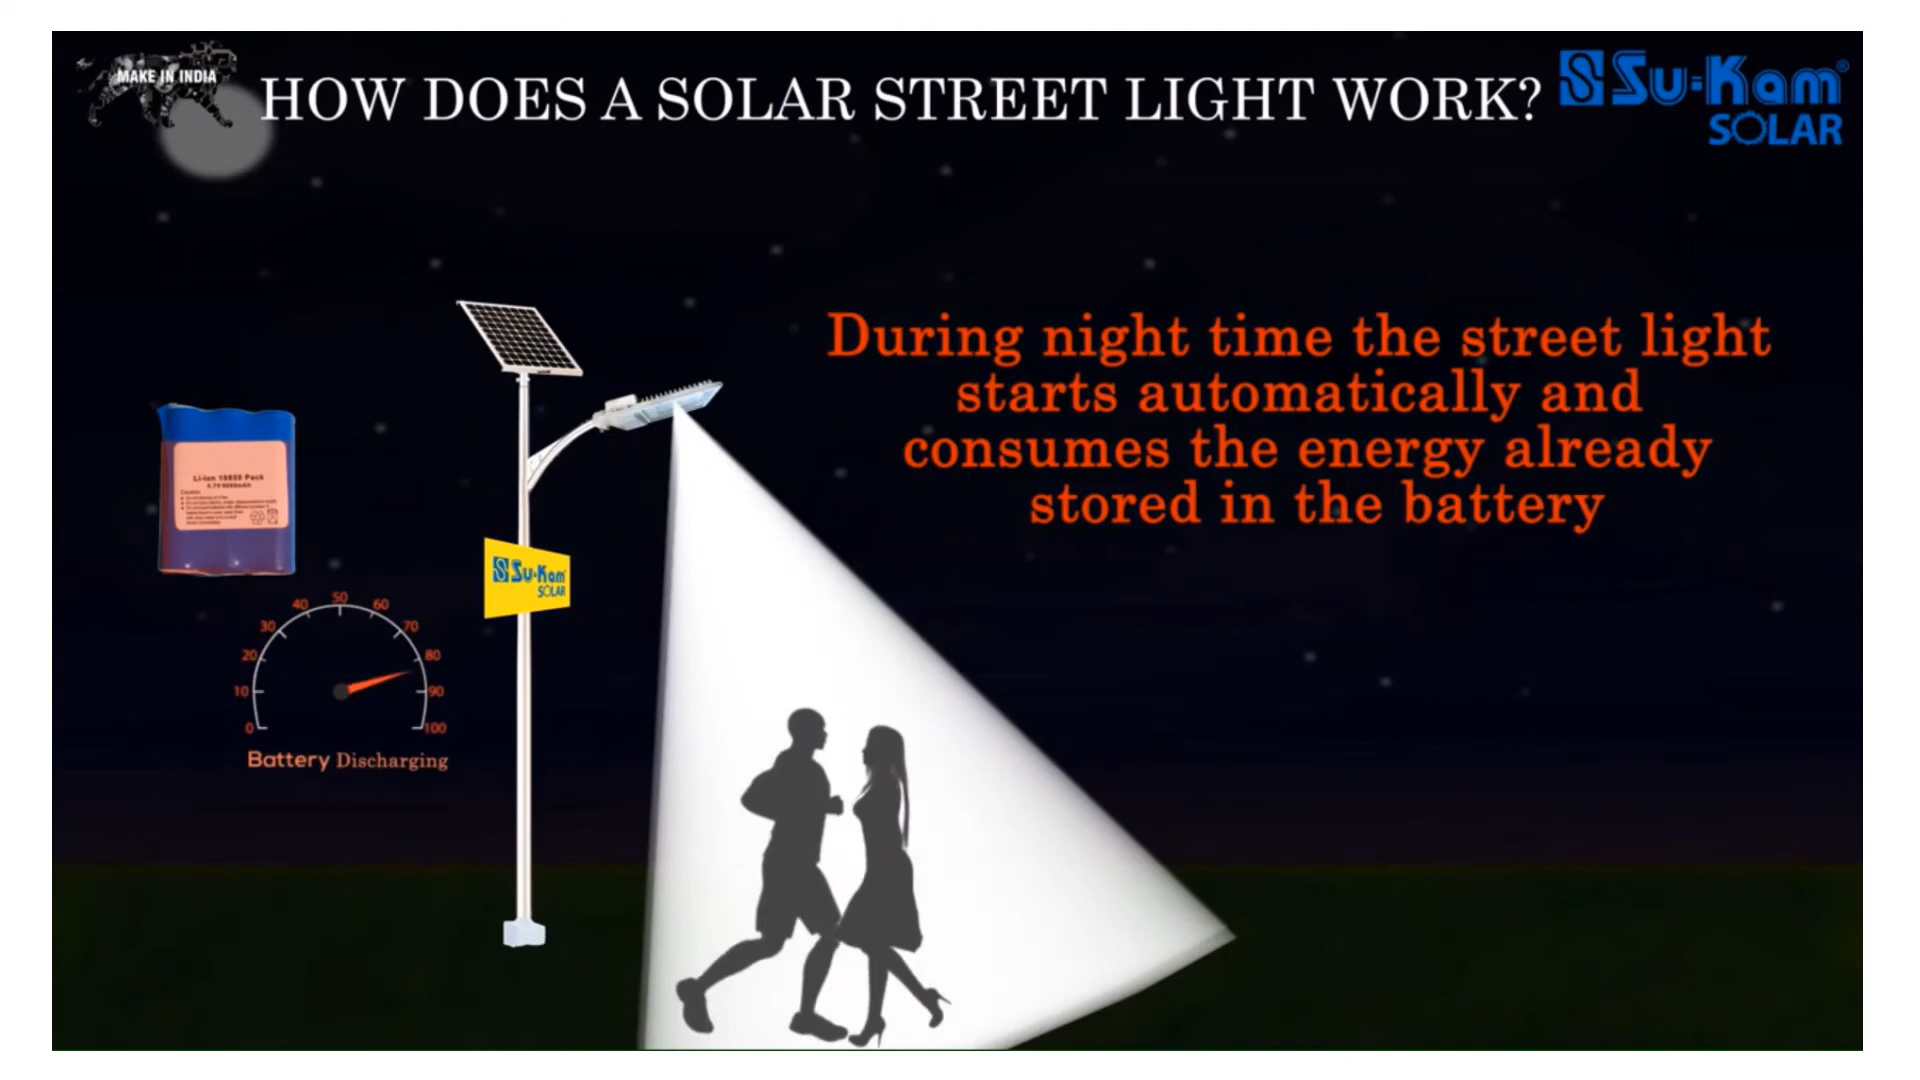 MAKE IN INDIA
HOW DOES A SOLAR STREET LIGHT WORK?
Su-Kam®
SOLAR
During night time the street light
starts automatically and
consumes the energy already
stored in the battery
Li-ion 18650 Pack
Su-Kam
SOLAR
0
10
20
30
40
50
60
70
80
90
100
Battery Discharging